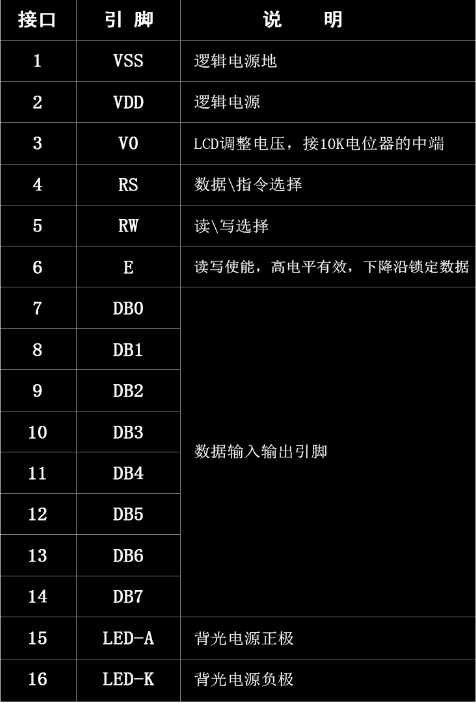 接口 引脚 说 明
1 VSS 逻辑电源地
2 VDD 逻辑电源
3 V0 LCD调整电压，接10K电位器的中端
4 RS 数据\指令选择
5 RW 读\写选择
6 E 读写使能，高电平有效，下降沿锁定数据
7 DB0
8 DB1
9 DB2
10 DB3
数据输入输出引脚
11 DB4
12 DB5
13 DB6
14 DB7
15 LED-A 背光电源正极
16 LED-K 背光电源负极